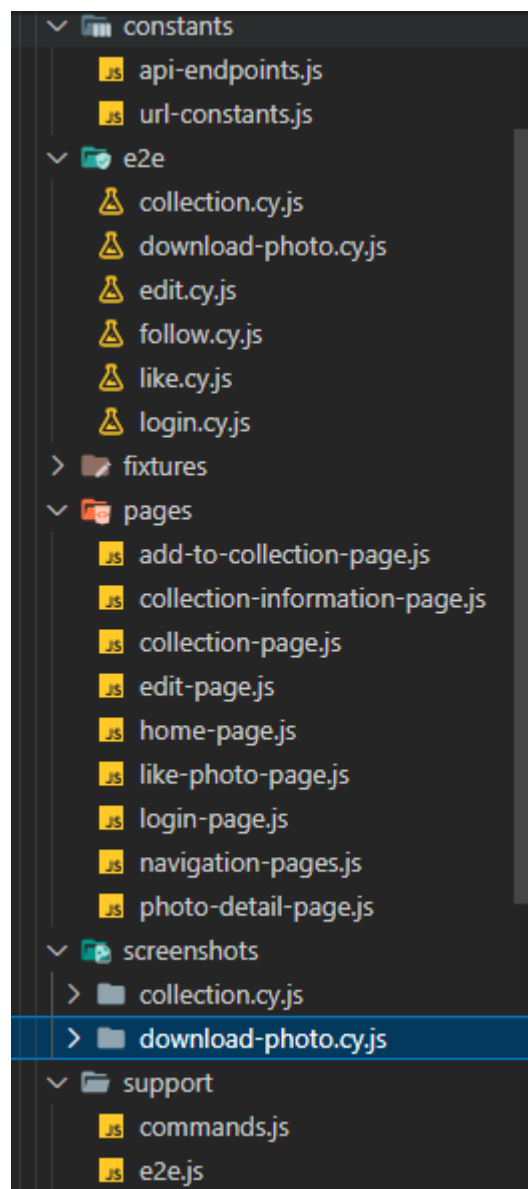 constants
JS api-endpoints.js
JS url-constants.js
e2e
collection.cy.js
download-photo.cy.js
edit.cy.js
follow.cy.js
like.cy.js
login.cy.js
fixtures
pages
JS add-to-collection-page.js
JS collection-information-page.js
JS collection-page.js
JS edit-page.js
JS home-page.js
JS like-photo-page.js
JS login-page.js
JS navigation-pages.js
JS photo-detail-page.js
screenshots
collection.cy.js
download-photo.cy.js
support
JS commands.js
JS e2e.js